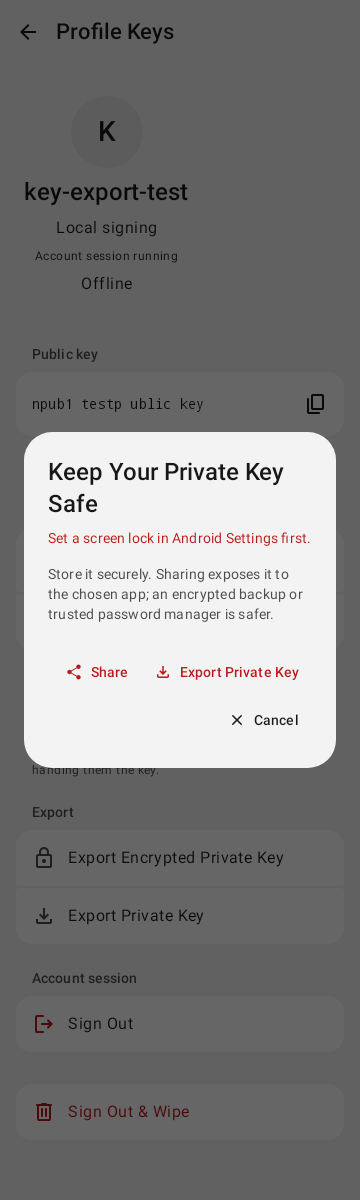 Profile Keys
K
key-export-test
Local signing
Account session running
Offline
Public key
npub1 testp ublic key
Keep Your Private Key
Safe
Set a screen lock in Android Settings first.
Store it securely. Sharing exposes it to
the chosen app; an encrypted backup or
trusted password manager is safer.
Share
Export Private Key
Cancel
handing them the key.
Export
Export Encrypted Private Key
Export Private Key
Account session
Sign Out
Sign Out & Wipe